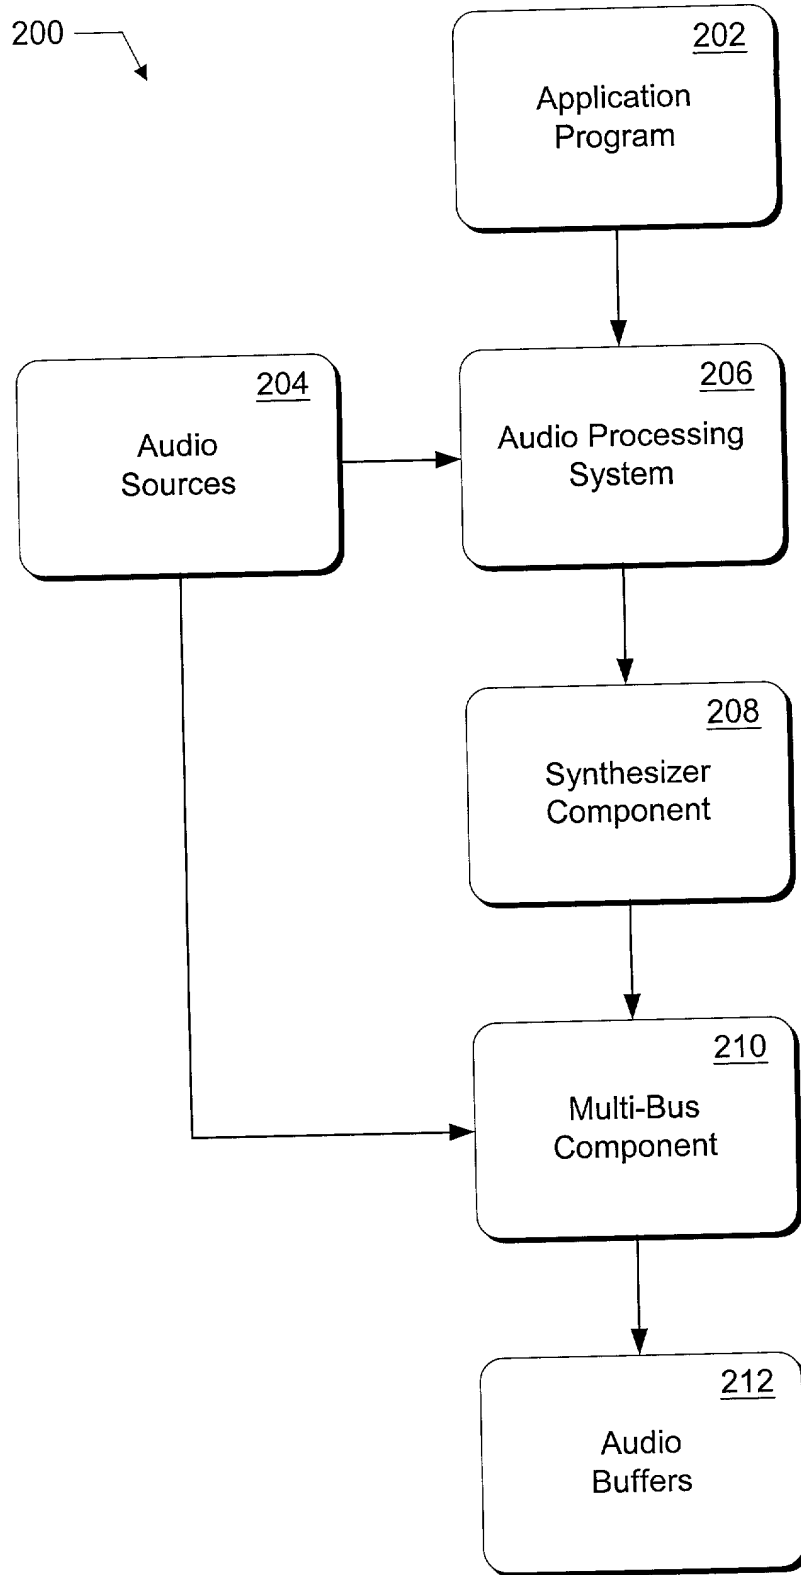 200
202
Application
Program
204
Audio
Sources
206
Audio Processing
System
208
Synthesizer
Component
210
Multi-Bus
Component
212
Audio
Buffers